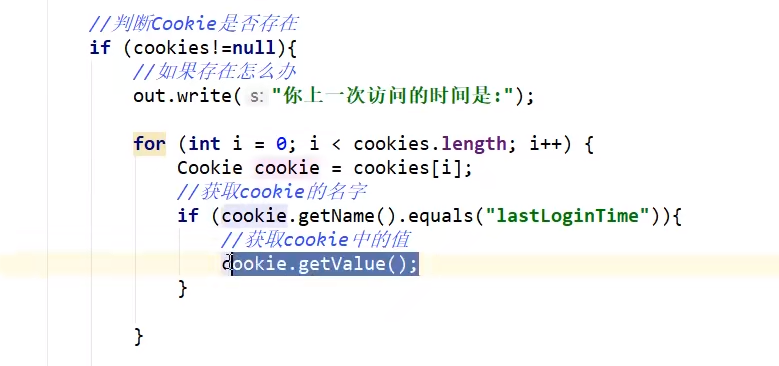 //判断Cookie是否存在
if (cookies!=null){
//如果存在怎么办
out.write( s: "你上一次访问的时间是:");
for (int i = 0; i < cookies.length; i++) {
Cookie cookie = cookies[i];
//获取cookie的名字
if (cookie.getName().equals("lastLoginTime")){
//获取cookie中的值
cookie.getValue();
}
}